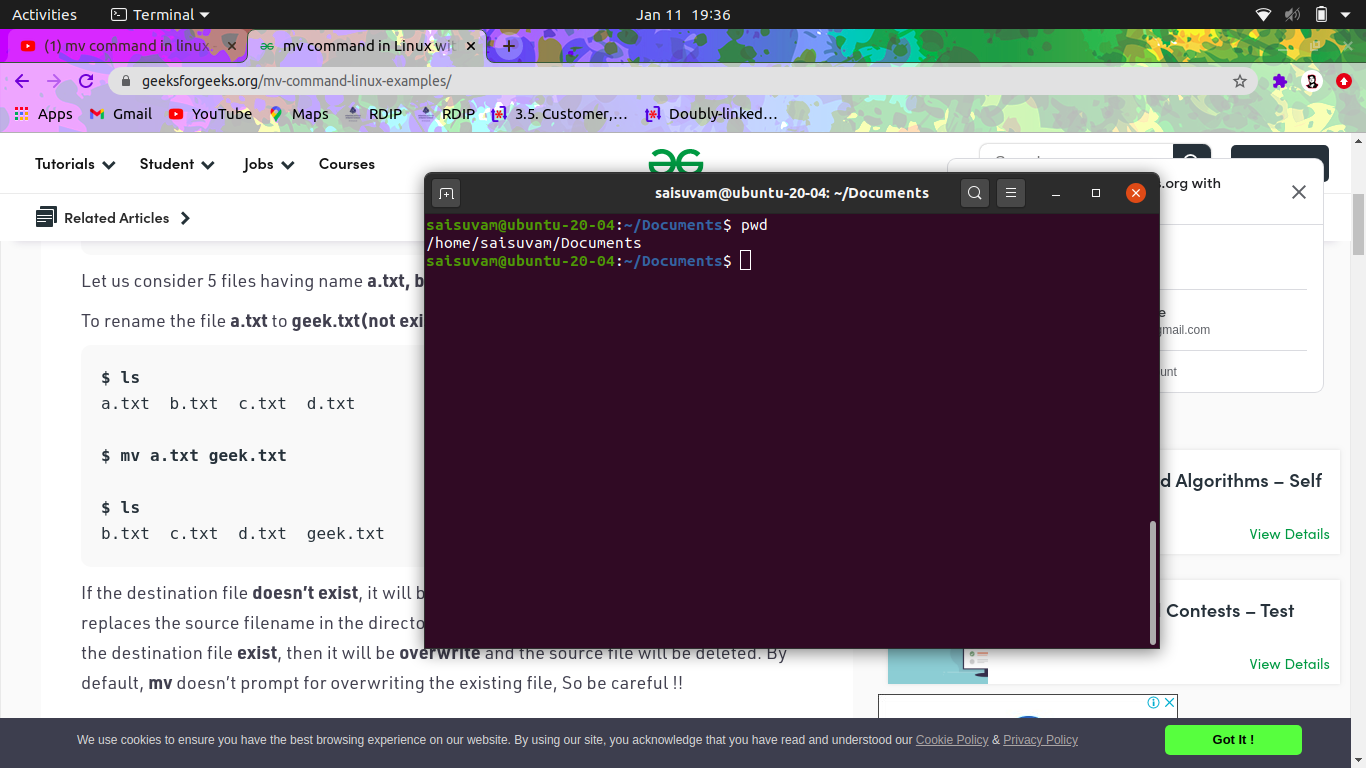 Activities
Terminal
Jan 11 19:36
(1) mv command in linux
mv command in Linux wit
geeksforgeeks.org/mv-command-linux-examples/
Apps
Gmail
YouTube
Maps
RDIP
RDIP
3.5. Customer,…
Doubly-linked…
Tutorials
Student
Jobs
Courses
Related Articles
s.org with
saisuvam@ubuntu-20-04: ~/Documents
saisuvam@ubuntu-20-04:~/Documents$ pwd
/home/saisuvam/Documents
saisuvam@ubuntu-20-04:~/Documents$
Let us consider 5 files having name a.txt, b
To rename the file a.txt to geek.txt(not exi
$ ls
a.txt b.txt c.txt d.txt
$ mv a.txt geek.txt
$ ls
b.txt c.txt d.txt geek.txt
If the destination file doesn’t exist, it will b
replaces the source filename in the directo
the destination file exist, then it will be overwrite and the source file will be deleted. By
default, mv doesn’t prompt for overwriting the existing file, So be careful !!
e
gmail.com
unt
d Algorithms – Self
View Details
Contests – Test
View Details
We use cookies to ensure you have the best browsing experience on our website. By using our site, you acknowledge that you have read and understood our Cookie Policy & Privacy Policy
Got It !